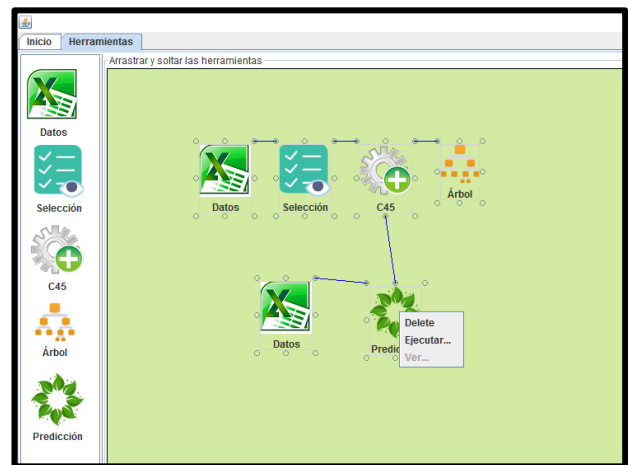 Inicio Herramientas
Arrastrar y soltar las herramientas
Datos
Selección
C45
Árbol
Predicción
Datos Selección C45 Árbol
Datos
Delete
Ejecutar...
Ver...